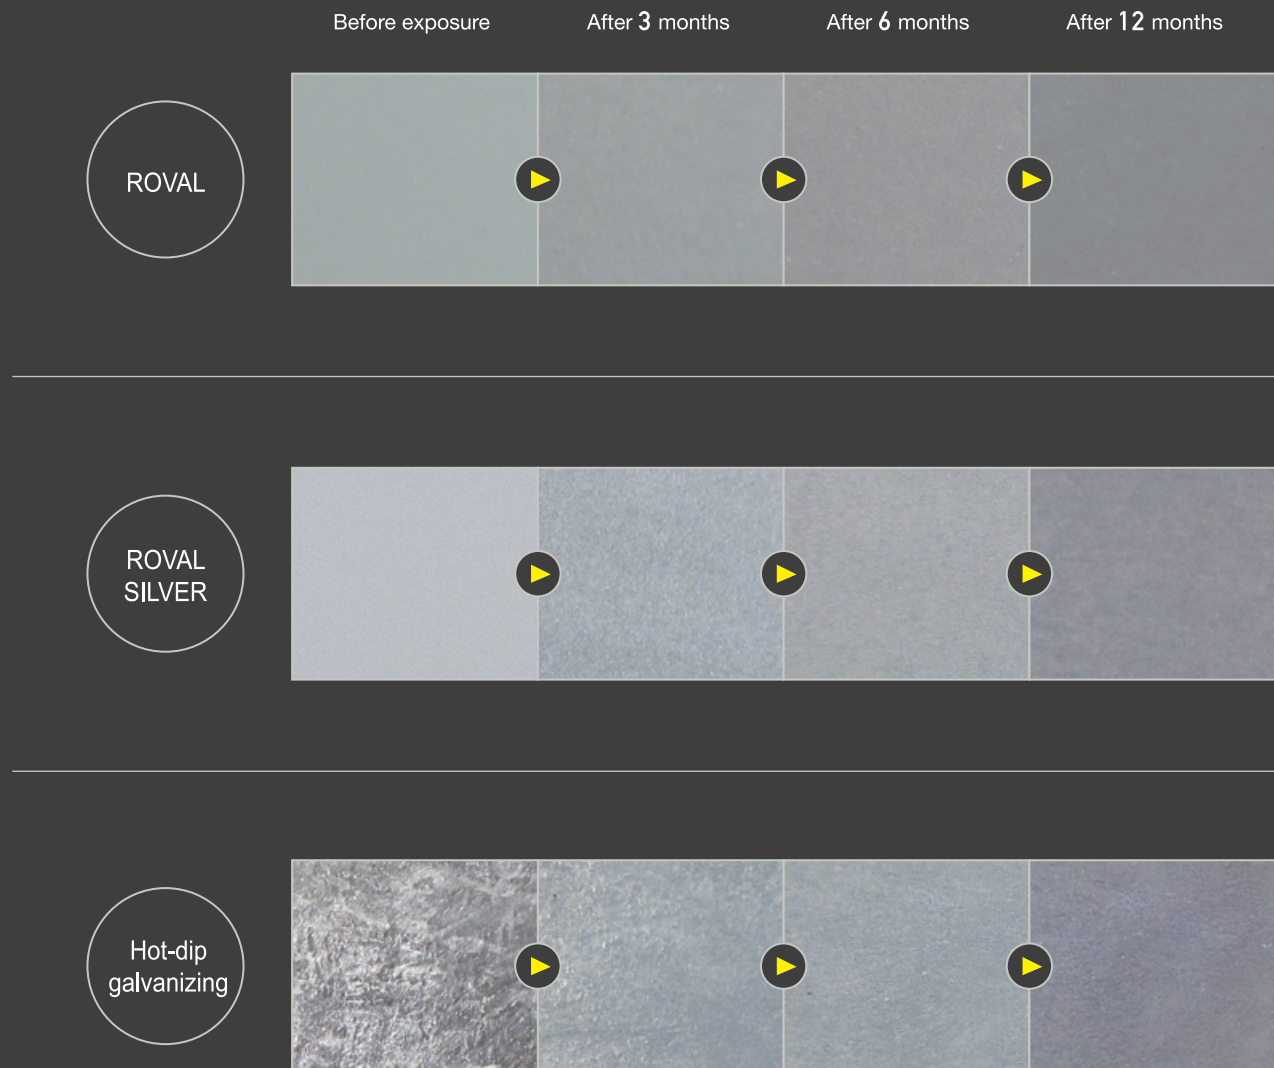 Before exposure
After 3 months
After 6 months
After 12 months
ROVAL
ROVAL
SILVER
Hot-dip
galvanizing